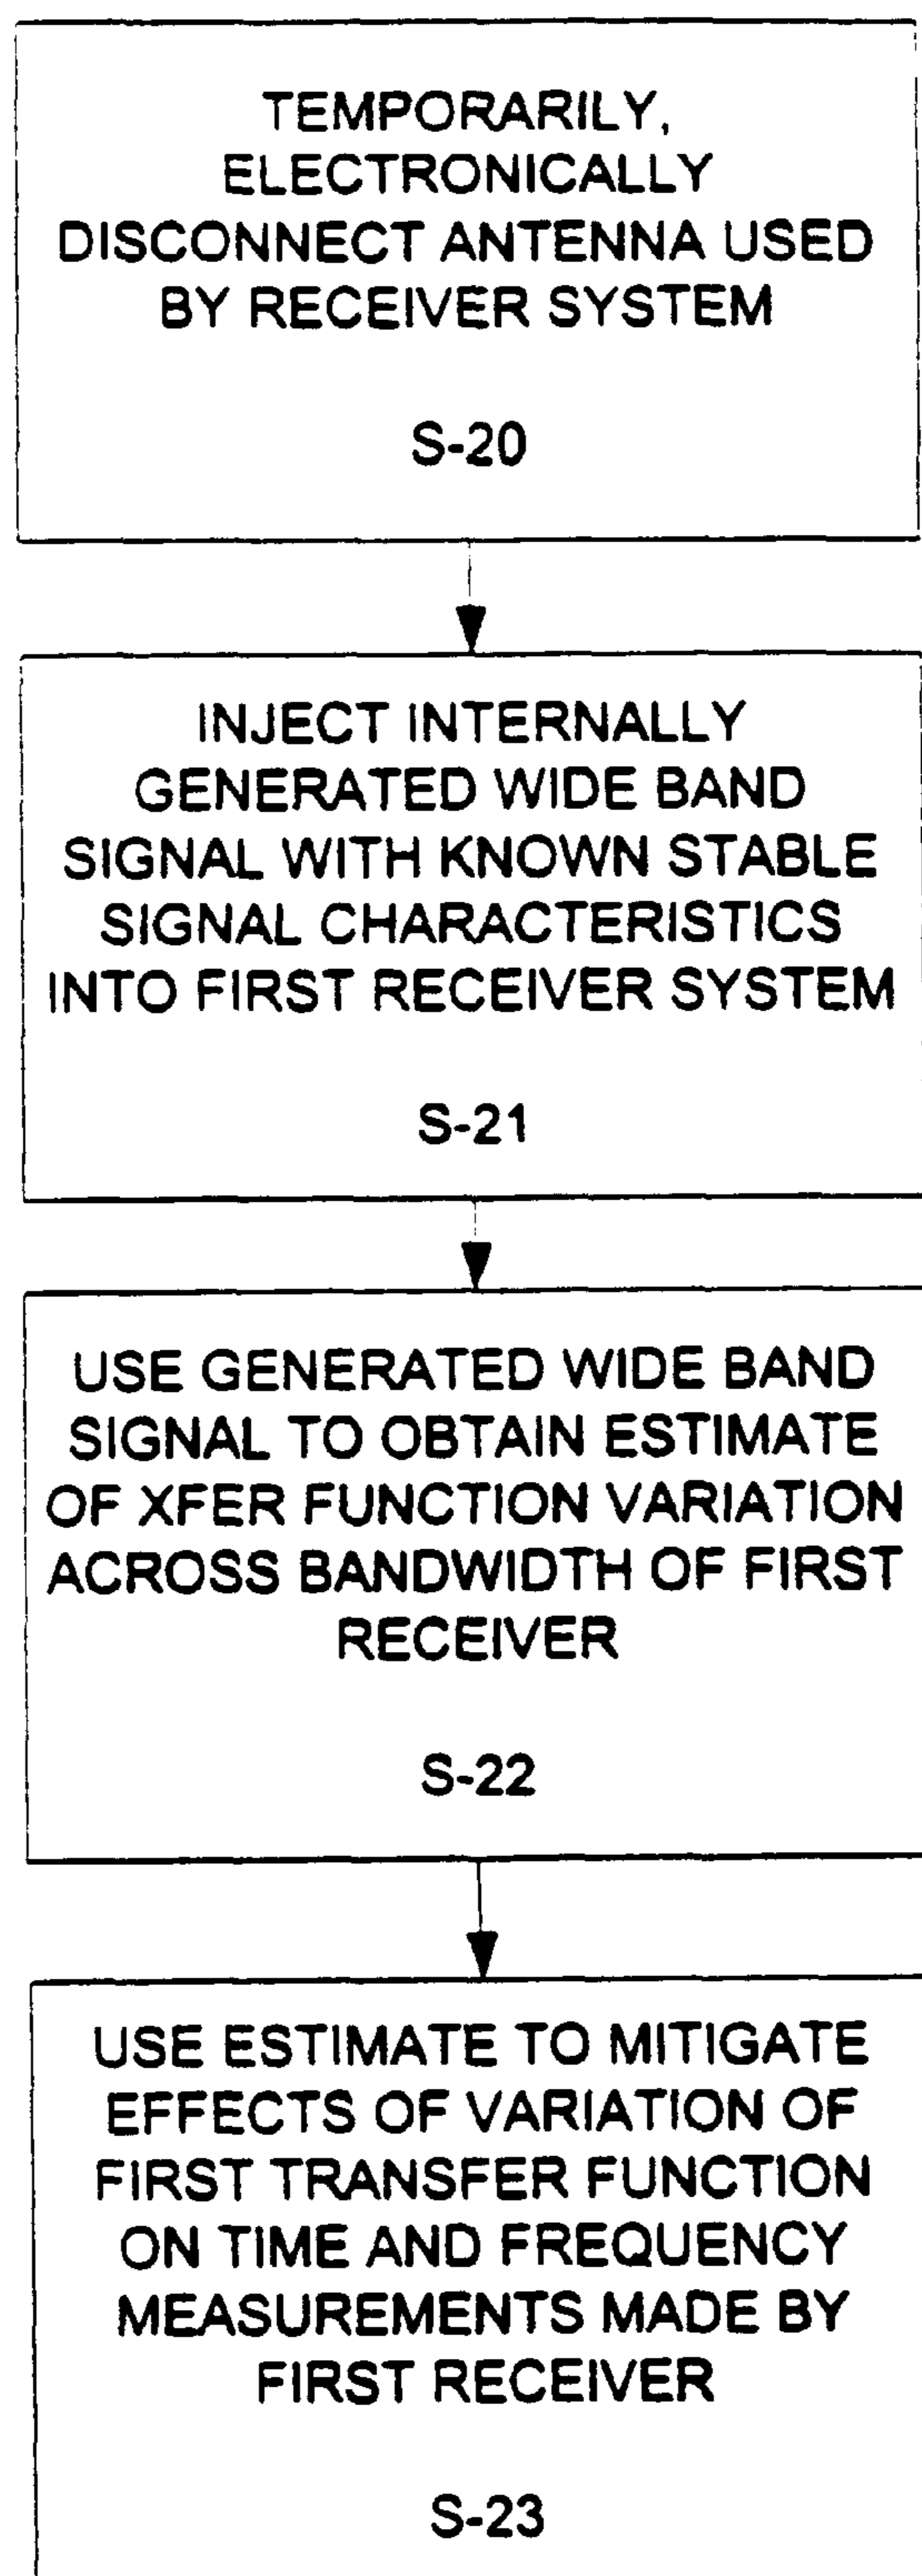 TEMPORARILY,
ELECTRONICALLY
DISCONNECT ANTENNA USED
BY RECEIVER SYSTEM
S-20
INJECT INTERNALLY
GENERATED WIDE BAND
SIGNAL WITH KNOWN STABLE
SIGNAL CHARACTERISTICS
INTO FIRST RECEIVER SYSTEM
S-21
USE GENERATED WIDE BAND
SIGNAL TO OBTAIN ESTIMATE
OF XFER FUNCTION VARIATION
ACROSS BANDWIDTH OF FIRST
RECEIVER
S-22
USE ESTIMATE TO MITIGATE
EFFECTS OF VARIATION OF
FIRST TRANSFER FUNCTION
ON TIME AND FREQUENCY
MEASUREMENTS MADE BY
FIRST RECEIVER
S-23